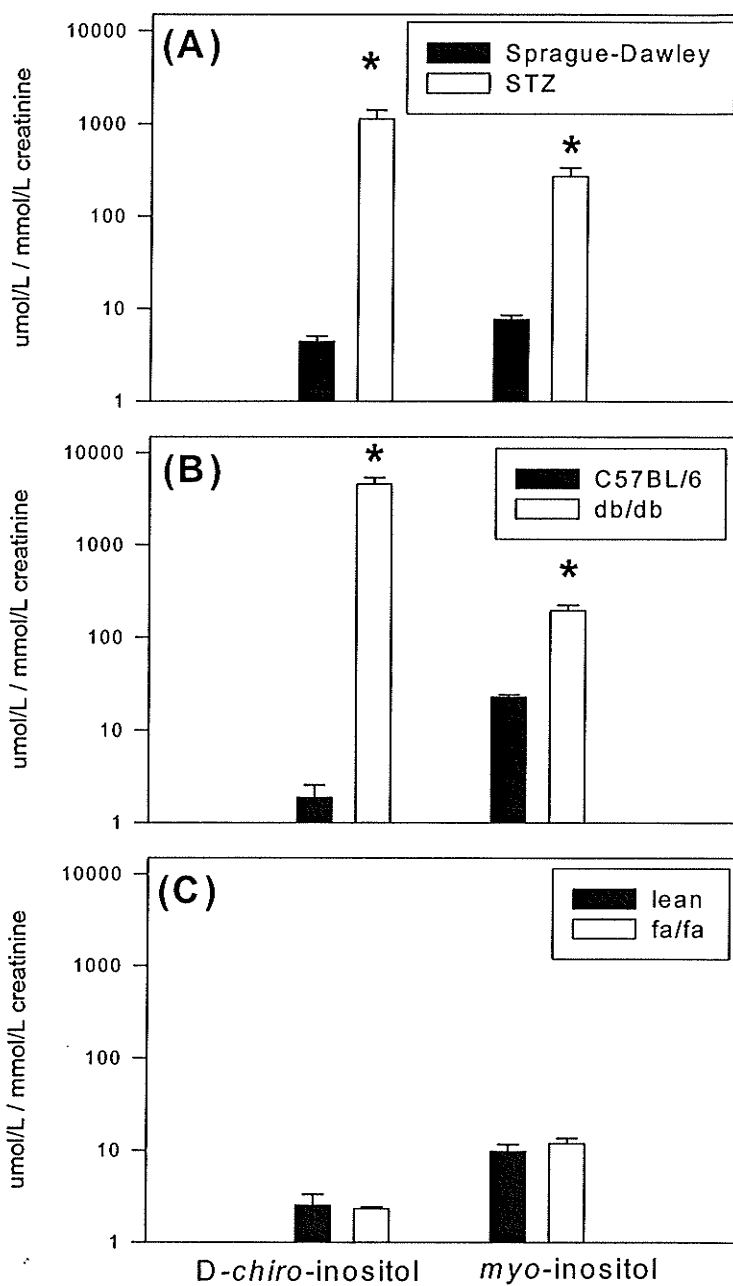 (A)
Sprague-Dawley
STZ
10000
1000
100
10
1
*
*
umol/L / mmol/L creatinine
(B)
C57BL/6
db/db
10000
1000
100
10
1
*
*
umol/L / mmol/L creatinine
(C)
lean
fa/fa
10000
1000
100
10
1
umol/L / mmol/L creatinine
D-chiro-inositol myo-inositol